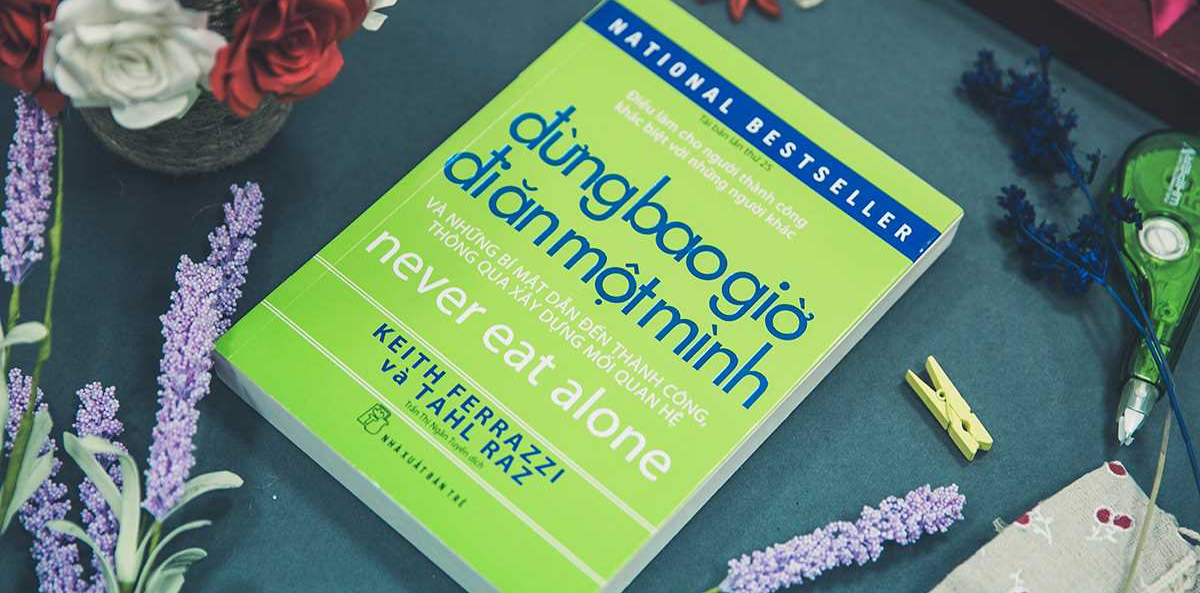 NATIONAL BESTSELLER
Tái bản lần thứ 25
Điều làm cho người thành công
khác biệt với những người khác
đừng bao giờ
đi ăn một mình
VÀ NHỮNG BÍ MẬT DẪN ĐẾN THÀNH CÔNG,
THÔNG QUA XÂY DỰNG MỐI QUAN HỆ
never eat alone
KEITH FERRAZZI
và TAHL RAZ
Trần Thị Ngân Tuyến dịch
NHÀ XUẤT BẢN TRẺ